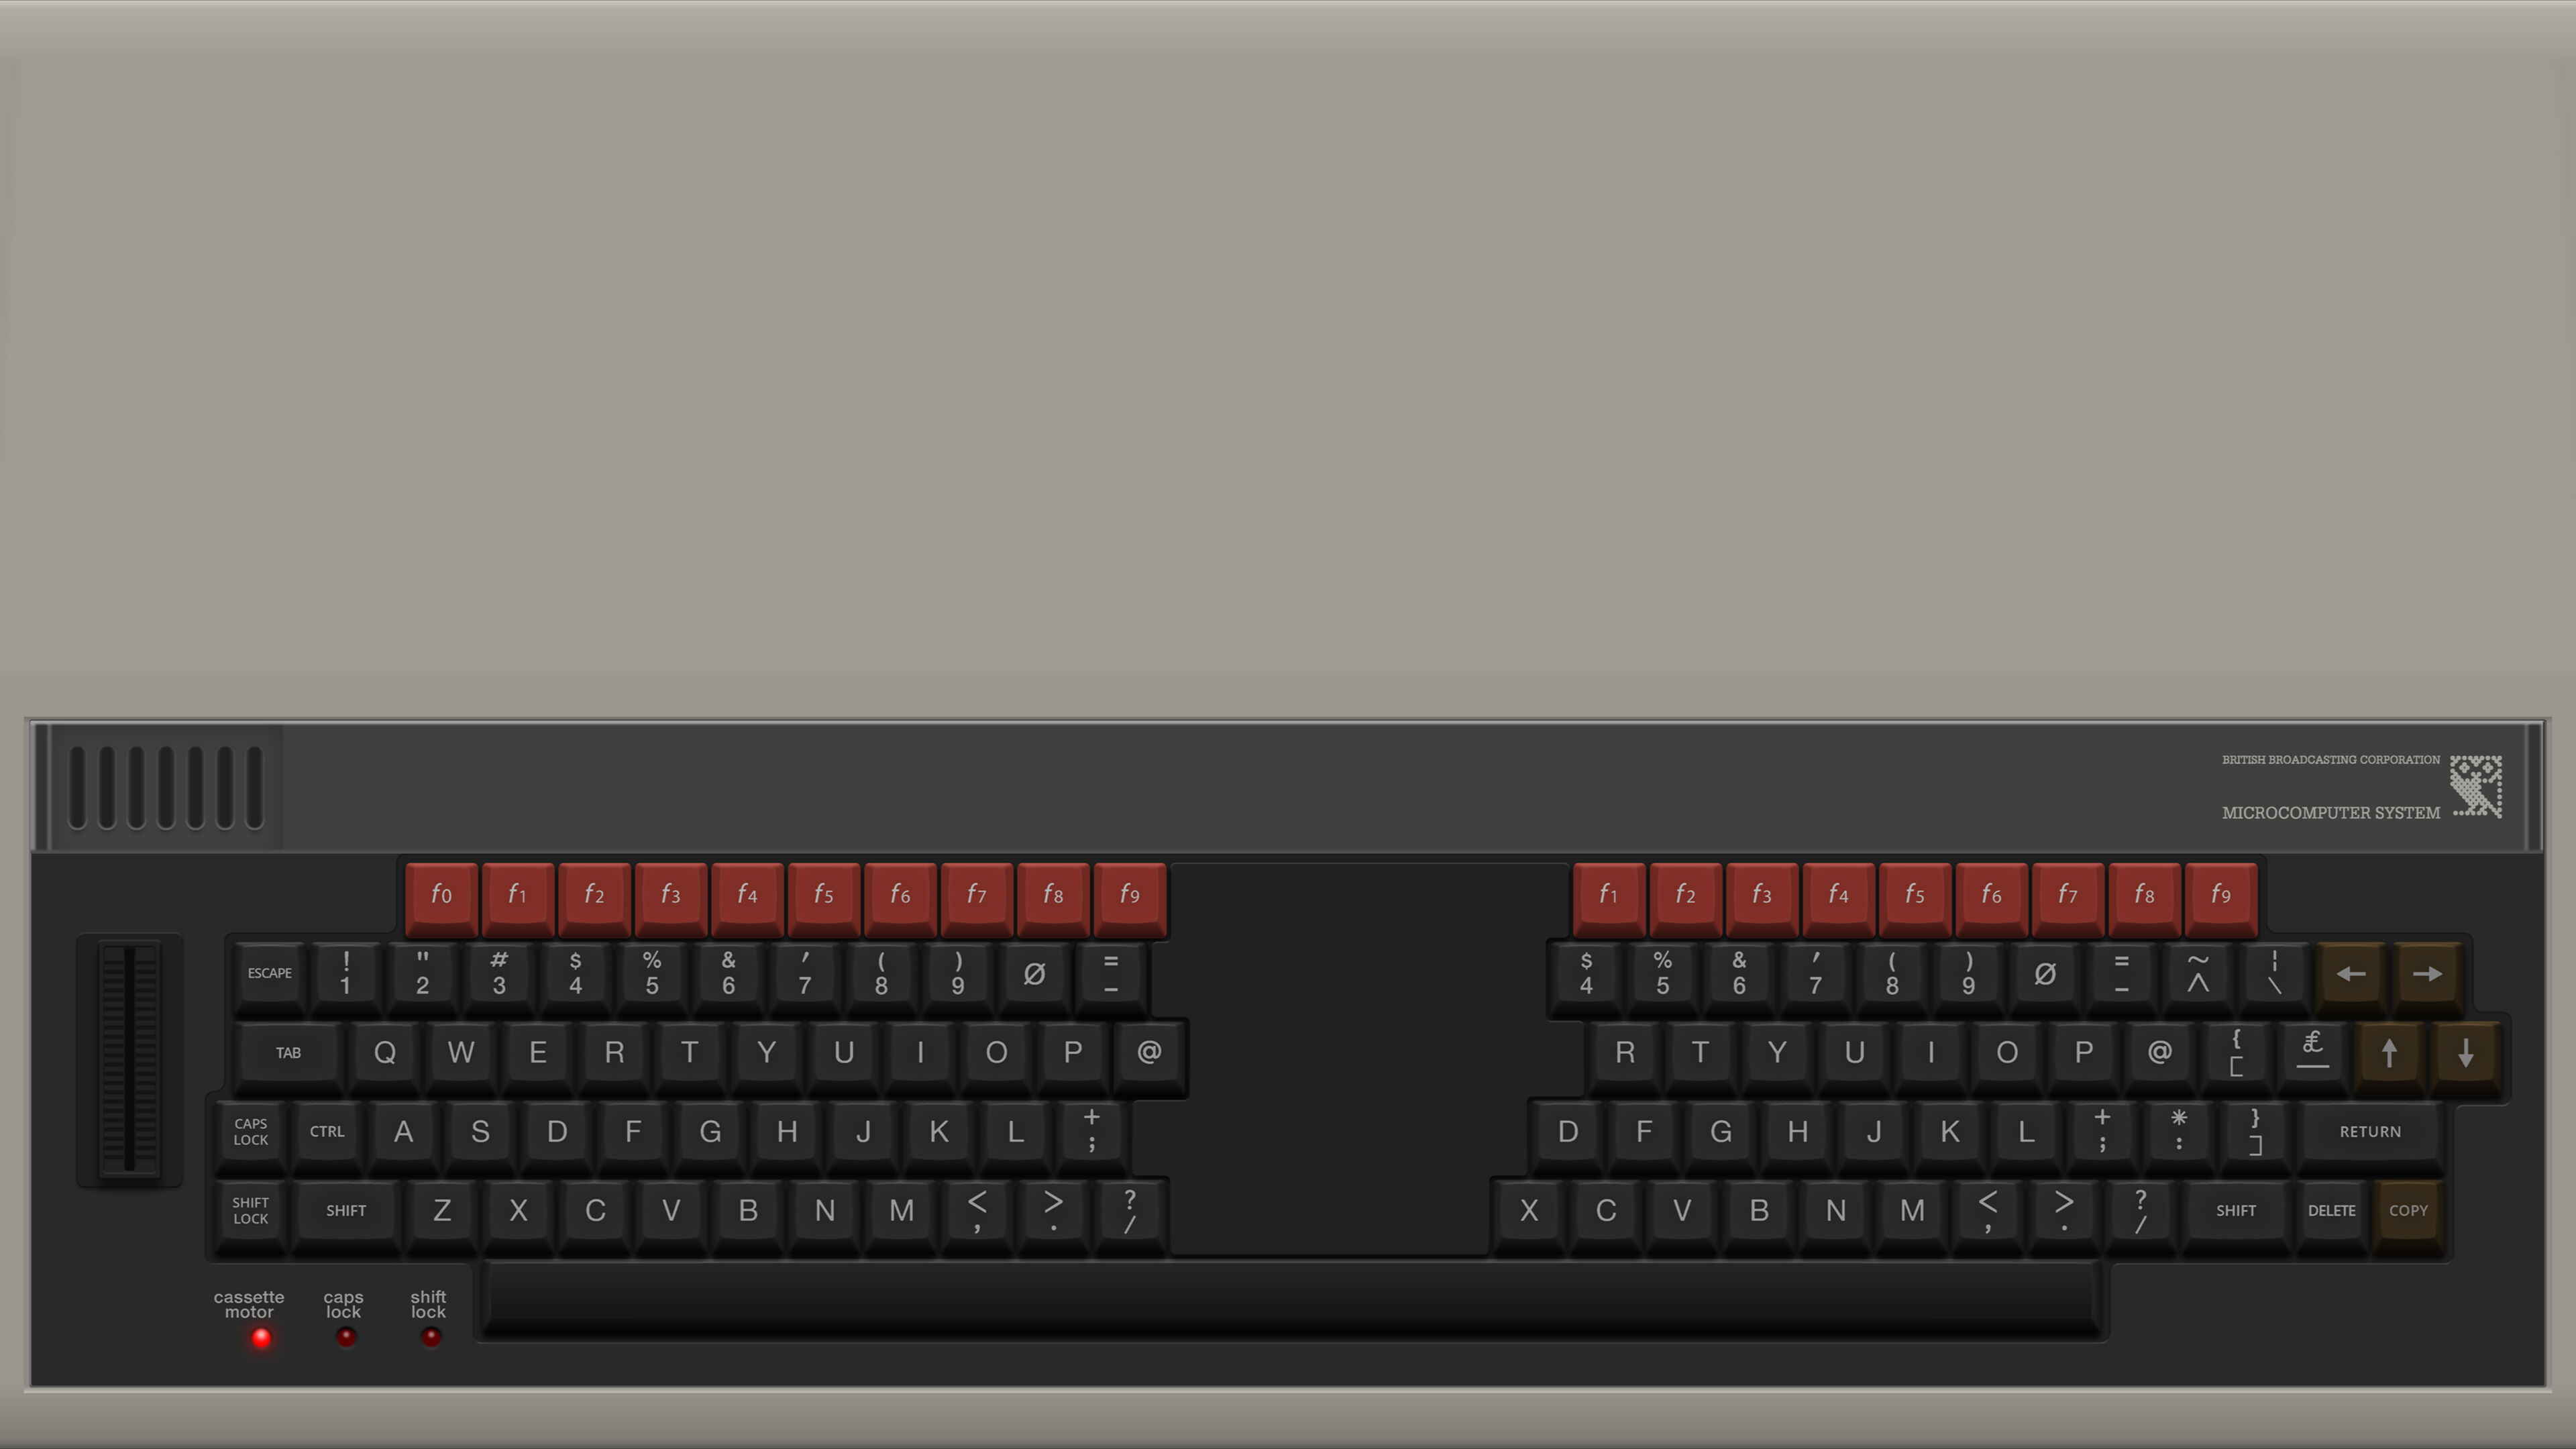 BRITISH BROADCASTING CORPORATION
MICROCOMPUTER SYSTEM
f0 f1 f2 f3 f4 f5 f6 f7 f8 f9 f1 f2 f3 f4 f5 f6 f7 f8 f9
! " # $ % & ' ( ) = $ % & ' ( ) = ~ ¦
ESCAPE 1 2 3 4 5 6 7 8 9 Ø - 4 5 6 7 8 9 Ø - ^ \ ← →
{ £
TAB Q W E R T Y U I O P @ R T Y U I O P @ [ _ ↑ ↓
CAPS + + * }
LOCK CTRL A S D F G H J K L ; D F G H J K L ; : ] RETURN
SHIFT < > ? < > ?
LOCK SHIFT Z X C V B N M , . / X C V B N M , . / SHIFT DELETE COPY
cassette caps shift
motor lock lock